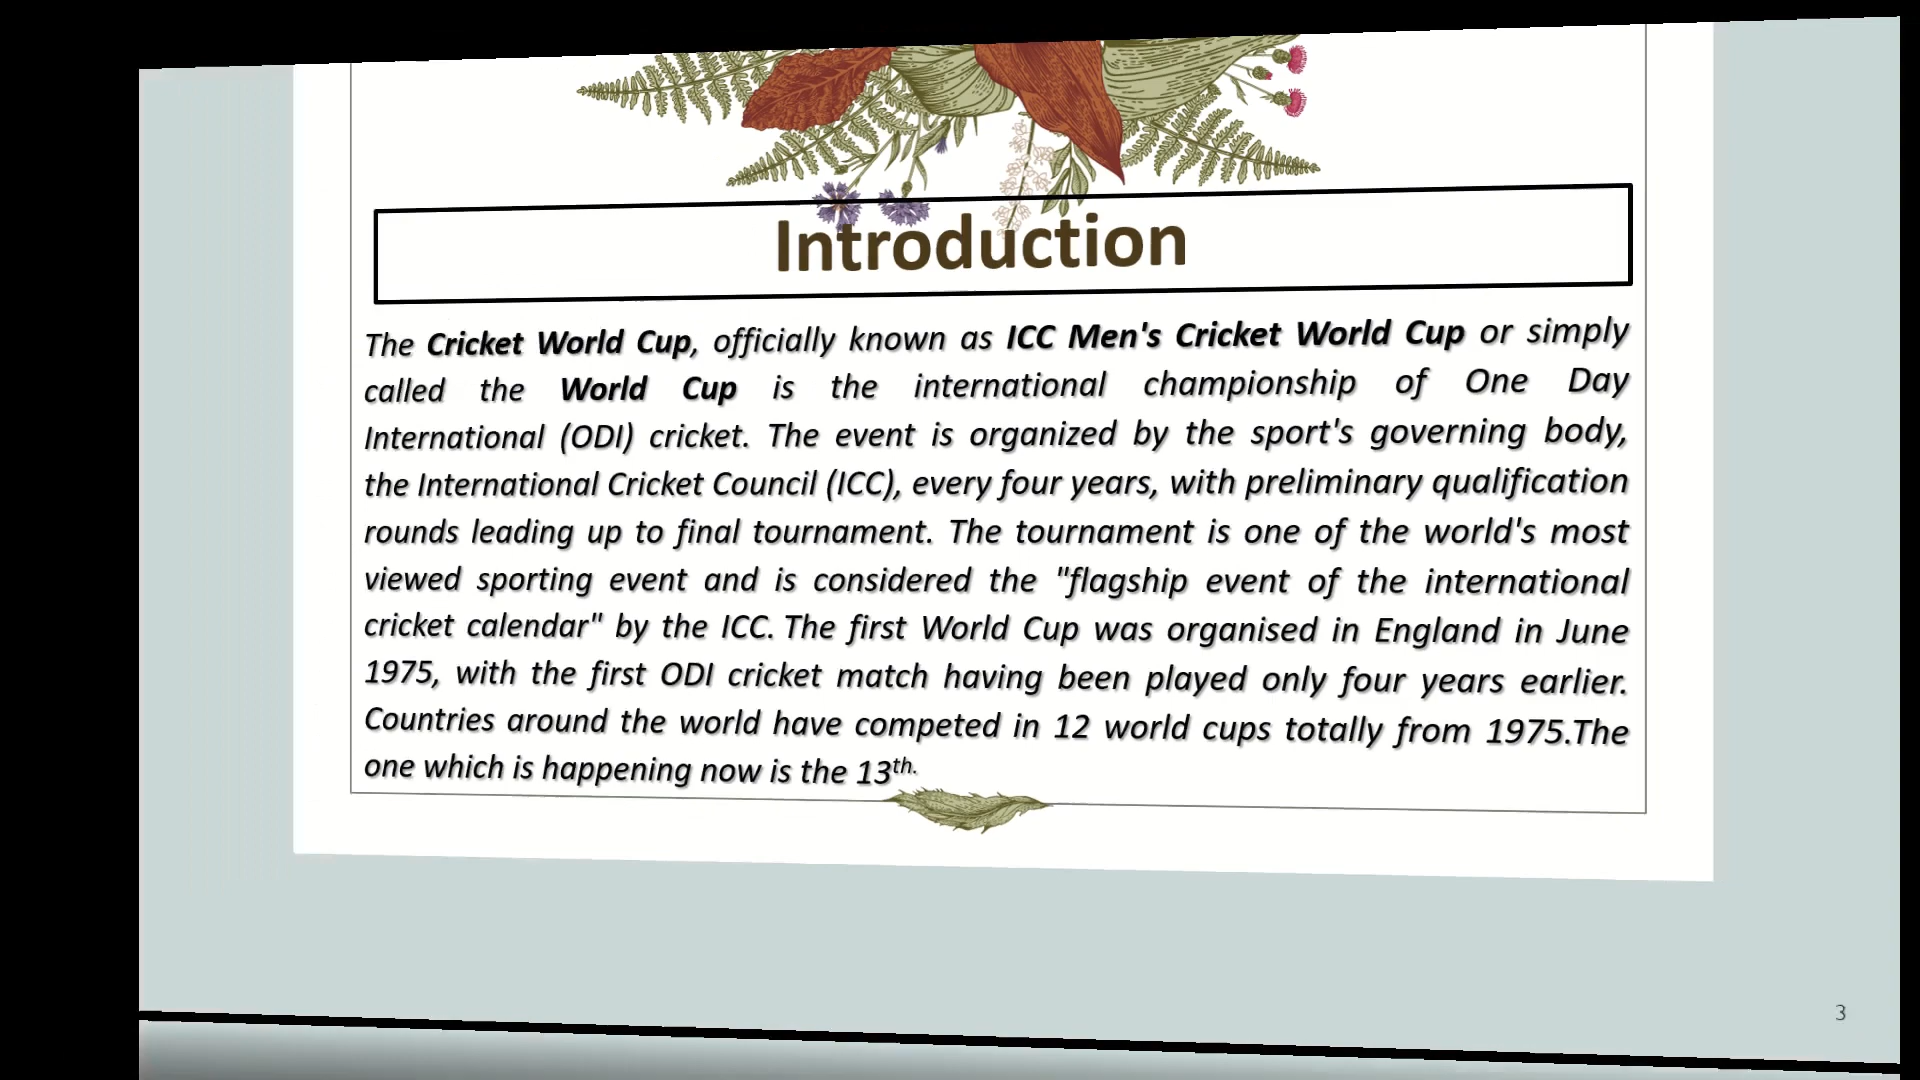 Introduction
The Cricket World Cup, officially known as ICC Men's Cricket World Cup or simply
called the World Cup is the international championship of One Day
International (ODI) cricket. The event is organized by the sport's governing body,
the International Cricket Council (ICC), every four years, with preliminary qualification
rounds leading up to final tournament. The tournament is one of the world's most
viewed sporting event and is considered the "flagship event of the international
cricket calendar" by the ICC. The first World Cup was organised in England in June
1975, with the first ODI cricket match having been played only four years earlier.
Countries around the world have competed in 12 world cups totally from 1975.The
one which is happening now is the 13th.
3